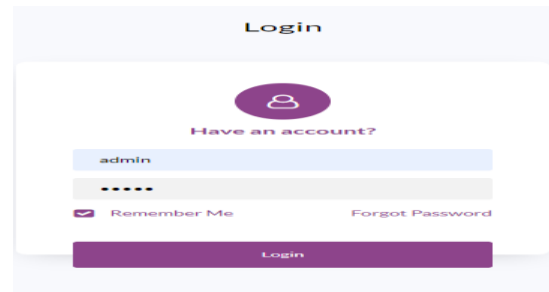 Login
Have an account?
admin
•••••
Remember Me Forgot Password
Login